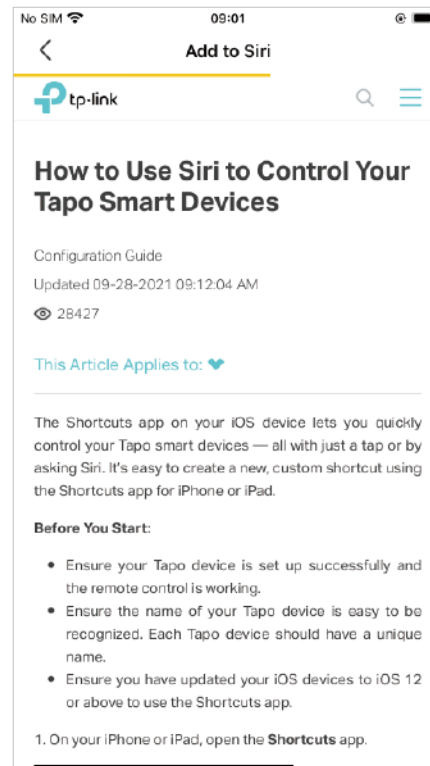 No SIM 09:01
Add to Siri
tp-link
How to Use Siri to Control Your
Tapo Smart Devices
Configuration Guide
Updated 09-28-2021 09:12:04 AM
28427
This Article Applies to:
The Shortcuts app on your iOS device lets you quickly
control your Tapo smart devices — all with just a tap or by
asking Siri. It's easy to create a new, custom shortcut using
the Shortcuts app for iPhone or iPad.
Before You Start:
• Ensure your Tapo device is set up successfully and
the remote control is working.
• Ensure the name of your Tapo device is easy to be
recognized. Each Tapo device should have a unique
name.
• Ensure you have updated your iOS devices to iOS 12
or above to use the Shortcuts app.
1. On your iPhone or iPad, open the Shortcuts app.